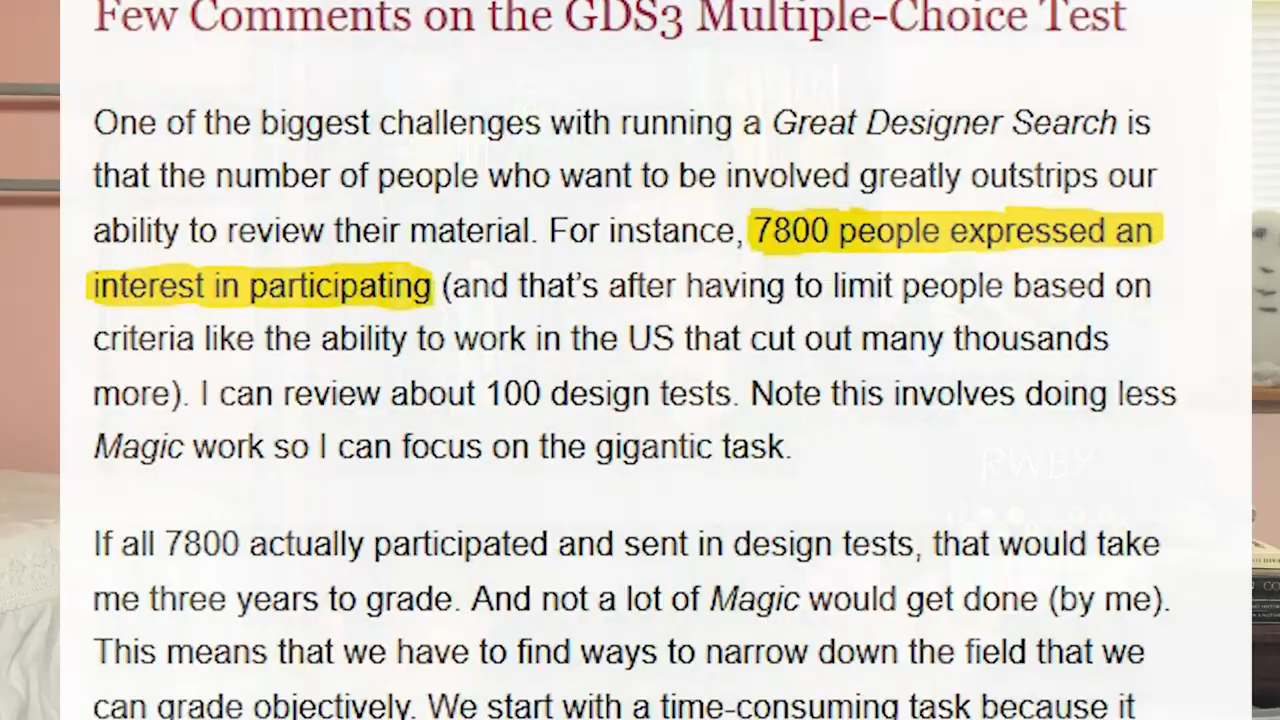 Few Comments on the GDS3 Multiple-Choice Test
One of the biggest challenges with running a Great Designer Search is
that the number of people who want to be involved greatly outstrips our
ability to review their material. For instance, 7800 people expressed an
interest in participating (and that’s after having to limit people based on
criteria like the ability to work in the US that cut out many thousands
more). I can review about 100 design tests. Note this involves doing less
Magic work so I can focus on the gigantic task.
RWBY
If all 7800 actually participated and sent in design tests, that would take
me three years to grade. And not a lot of Magic would get done (by me).
This means that we have to find ways to narrow down the field that we
can grade objectively. We start with a time-consuming task because it